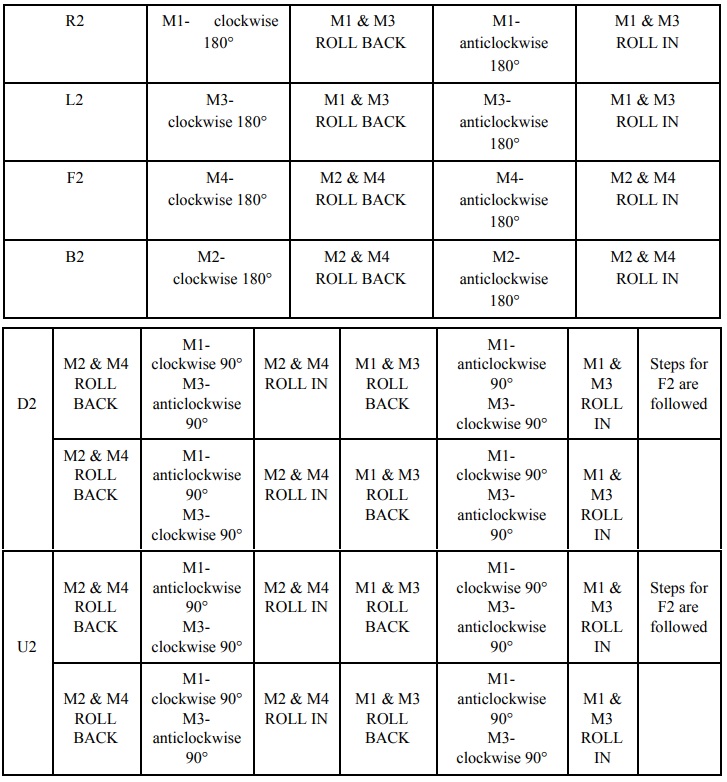 R2
M1- clockwise
180°
M1 & M3
ROLL BACK
M1-
anticlockwise
180°
M1 & M3
ROLL IN
L2
M3-
clockwise 180°
M1 & M3
ROLL BACK
M3-
anticlockwise
180°
M1 & M3
ROLL IN
F2
M4-
clockwise 180°
M2 & M4
ROLL BACK
M4-
anticlockwise
180°
M2 & M4
ROLL IN
B2
M2-
clockwise 180°
M2 & M4
ROLL BACK
M2-
anticlockwise
180°
M2 & M4
ROLL IN
D2
M2 & M4
ROLL
BACK
M1-
clockwise 90°
M3-
anticlockwise
90°
M2 & M4
ROLL IN
M1 & M3
ROLL
BACK
M1-
anticlockwise
90°
M3-
clockwise 90°
M1 &
M3
ROLL
IN
Steps for
F2 are
followed
M2 & M4
ROLL
BACK
M1-
anticlockwise
90°
M3-
clockwise 90°
M2 & M4
ROLL IN
M1 & M3
ROLL
BACK
M1-
clockwise 90°
M3-
anticlockwise
90°
M1 &
M3
ROLL
IN
U2
M2 & M4
ROLL
BACK
M1-
anticlockwise
90°
M3-
clockwise 90°
M2 & M4
ROLL IN
M1 & M3
ROLL
BACK
M1-
clockwise 90°
M3-
anticlockwise
90°
M1 &
M3
ROLL
IN
Steps for
F2 are
followed
M2 & M4
ROLL
BACK
M1-
clockwise 90°
M3-
anticlockwise
90°
M2 & M4
ROLL IN
M1 & M3
ROLL
BACK
M1-
anticlockwise
90°
M3-
clockwise 90°
M1 &
M3
ROLL
IN